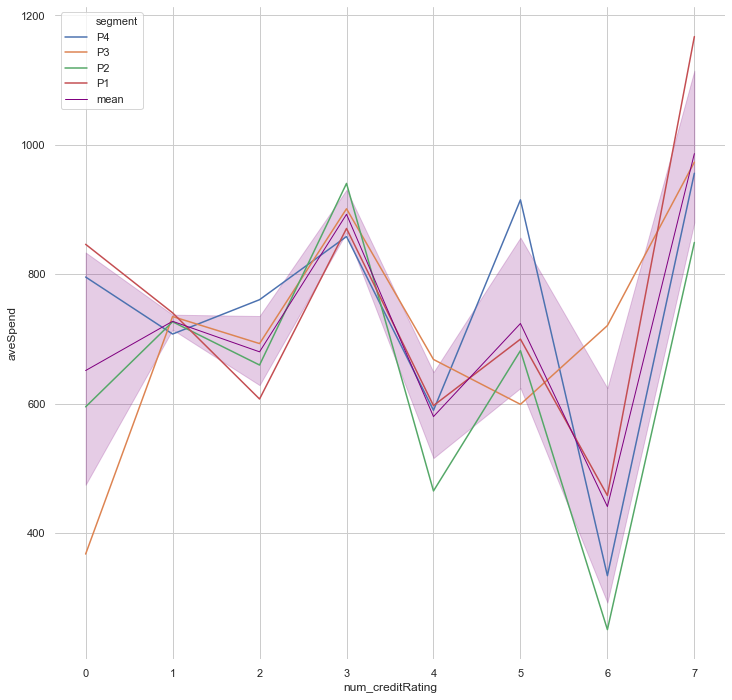 segment
P4
P3
P2
P1
mean
1200
1000
800
600
400
aveSpend
0 1 2 3 4 5 6 7
num_creditRating